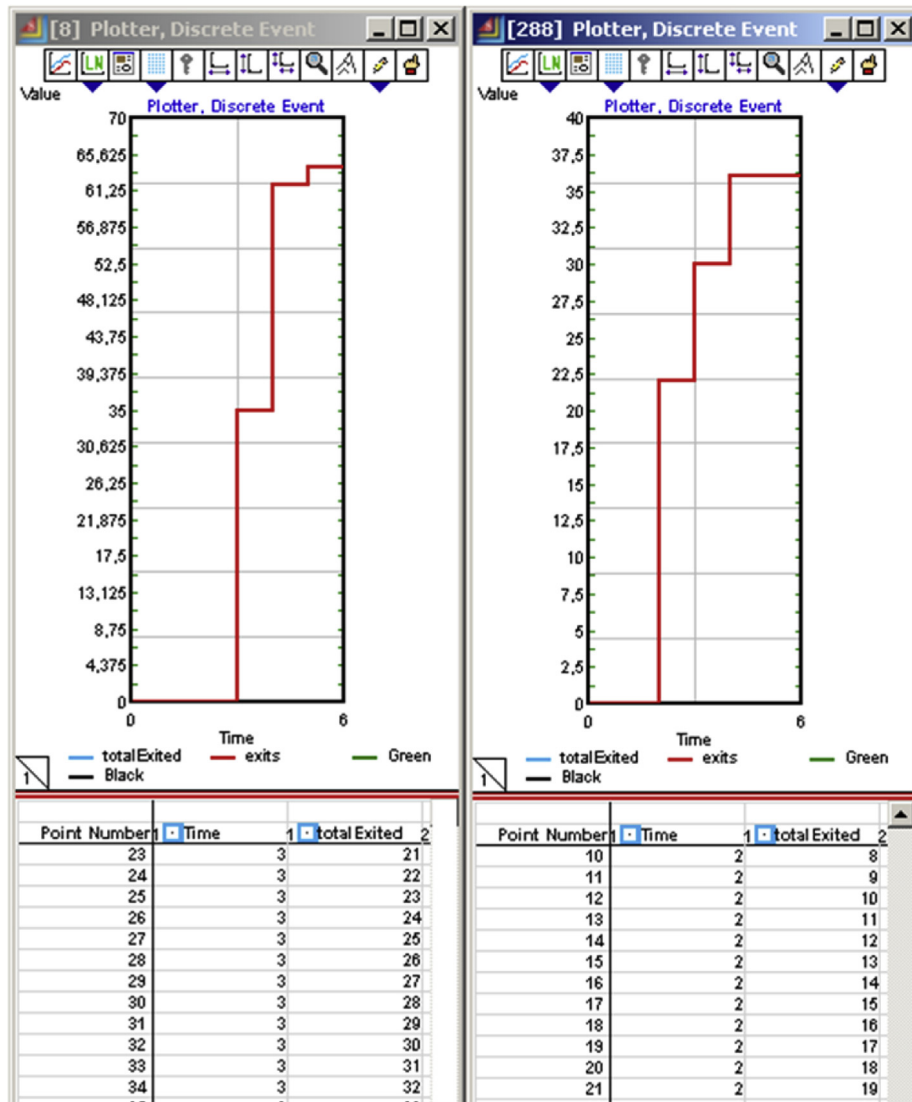 [8] Plotter, Discrete Event
LN
Value
Plotter, Discrete Event
70
65,625
61,25
56,875
52,5
48,125
43,75
39,375
35
30,625
26,25
21,875
17,5
13,125
8,75
4,375
0
0 6
Time
totalExited exits Green
Black
1
Point Number 1 Time 1 total Exited 2
23 3 21
24 3 22
25 3 23
26 3 24
27 3 25
28 3 26
29 3 27
30 3 28
31 3 29
32 3 30
33 3 31
34 3 32
[288] Plotter, Discrete Event
LN
Value
Plotter, Discrete Event
40
37,5
35
32,5
30
27,5
25
22,5
20
17,5
15
12,5
10
7,5
5
2,5
0
0 6
Time
totalExited exits Green
Black
1
Point Number 1 Time 1 total Exited 2
10 2 8
11 2 9
12 2 10
13 2 11
14 2 12
15 2 13
16 2 14
17 2 15
18 2 16
19 2 17
20 2 18
21 2 19